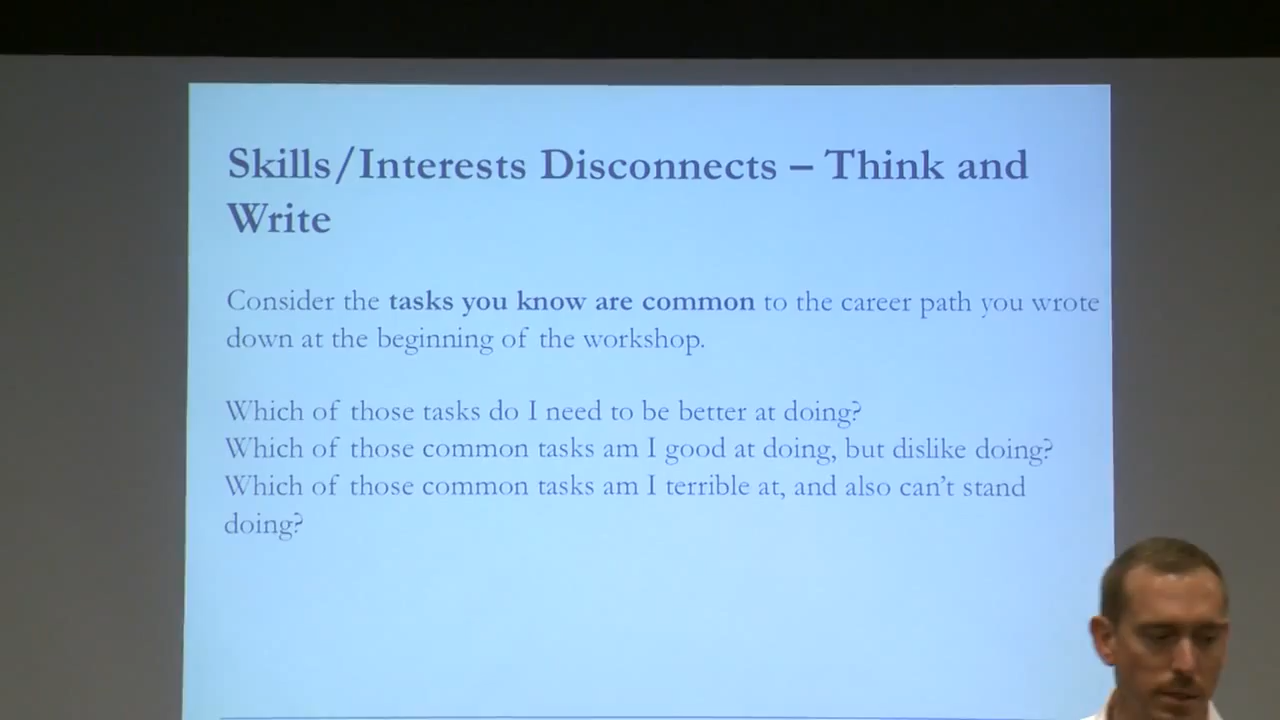 Skills/Interests Disconnects – Think and
Write
Consider the tasks you know are common to the career path you wrote
down at the beginning of the workshop.
Which of those tasks do I need to be better at doing?
Which of those common tasks am I good at doing, but dislike doing?
Which of those common tasks am I terrible at, and also can’t stand
doing?